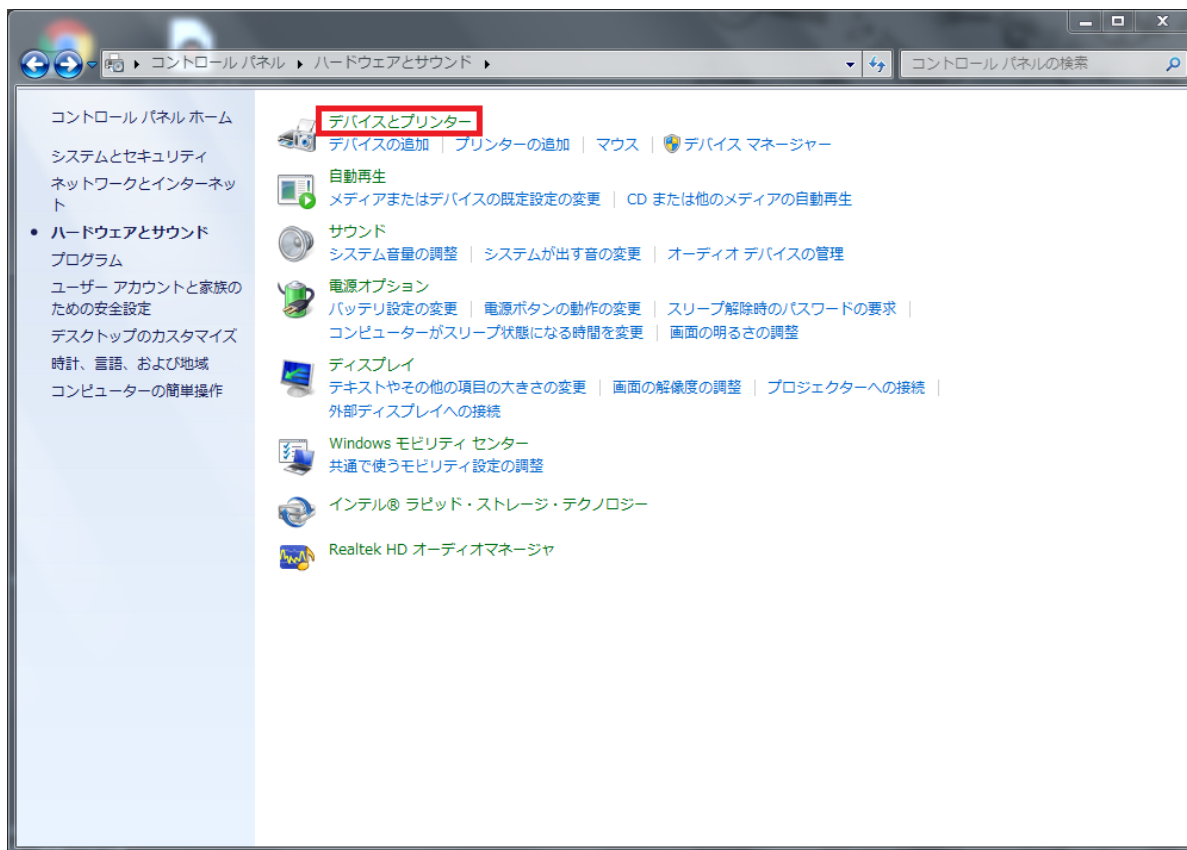 コントロール パネル ハードウェアとサウンド
コントロール パネルの検索
コントロール パネル ホーム
システムとセキュリティ
ネットワークとインターネッ
ト
ハードウェアとサウンド
プログラム
ユーザー アカウントと家族の
ための安全設定
デスクトップのカスタマイズ
時計、言語、および地域
コンピューターの簡単操作
デバイスとプリンター
デバイスの追加 プリンターの追加 マウス デバイス マネージャー
自動再生
メディアまたはデバイスの既定設定の変更 CD または他のメディアの自動再生
サウンド
システム音量の調整 システムが出す音の変更 オーディオ デバイスの管理
電源オプション
バッテリ設定の変更 電源ボタンの動作の変更 スリープ解除時のパスワードの要求
コンピューターがスリープ状態になる時間を変更 画面の明るさの調整
ディスプレイ
テキストやその他の項目の大きさの変更 画面の解像度の調整 プロジェクターへの接続
外部ディスプレイへの接続
Windows モビリティ センター
共通で使うモビリティ設定の調整
インテル® ラピッド・ストレージ・テクノロジー
Realtek HD オーディオマネージャ